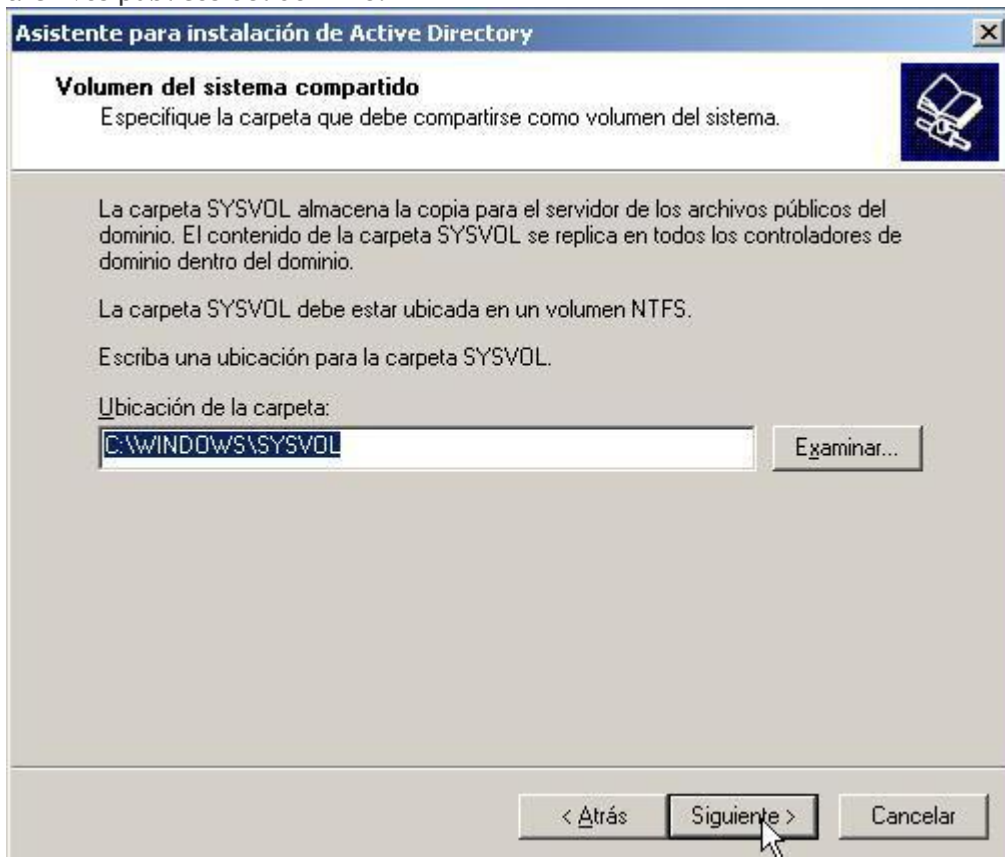 Asistente para instalación de Active Directory
Volumen del sistema compartido
Especifique la carpeta que debe compartirse como volumen del sistema.
La carpeta SYSVOL almacena la copia para el servidor de los archivos públicos del
dominio. El contenido de la carpeta SYSVOL se replica en todos los controladores de
dominio dentro del dominio.
La carpeta SYSVOL debe estar ubicada en un volumen NTFS.
Escriba una ubicación para la carpeta SYSVOL.
Ubicación de la carpeta:
C:\WINDOWS\SYSVOL
Examinar...
< Atrás
Siguiente >
Cancelar